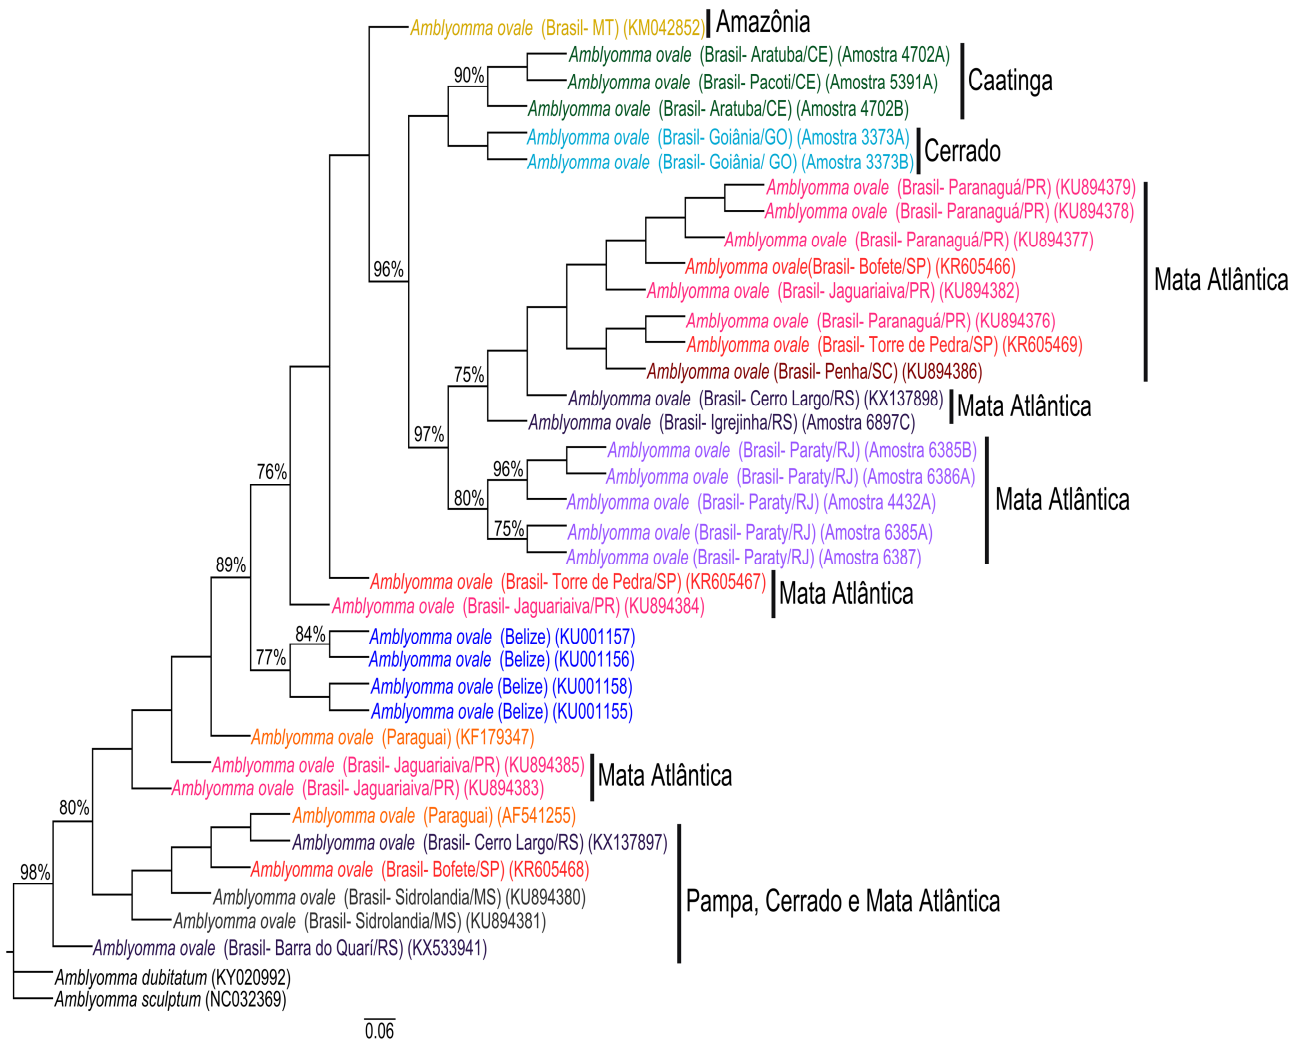 Amblyomma ovale (Brasil- MT) (KM042852)
Amazônia
Amblyomma ovale (Brasil- Aratuba/CE) (Amostra 4702A)
90%
Amblyomma ovale (Brasil- Pacoti/CE) (Amostra 5391A)
Caatinga
Amblyomma ovale (Brasil- Aratuba/CE) (Amostra 4702B)
Amblyomma ovale (Brasil- Goiânia/GO) (Amostra 3373A)
Cerrado
Amblyomma ovale (Brasil- Goiânia/ GO) (Amostra 3373B)
Amblyomma ovale (Brasil- Paranaguá/PR) (KU894379)
Amblyomma ovale (Brasil- Paranaguá/PR) (KU894378)
Amblyomma ovale (Brasil- Paranaguá/PR) (KU894377)
96%
Amblyomma ovale(Brasil- Bofete/SP) (KR605466)
Mata Atlântica
Amblyomma ovale (Brasil- Jaguariaiva/PR) (KU894382)
Amblyomma ovale (Brasil- Paranaguá/PR) (KU894376)
Amblyomma ovale (Brasil- Torre de Pedra/SP) (KR605469)
75%
Amblyomma ovale (Brasil- Penha/SC) (KU894386)
Amblyomma ovale (Brasil- Cerro Largo/RS) (KX137898)
Mata Atlântica
Amblyomma ovale (Brasil- Igrejinha/RS) (Amostra 6897C)
97%
Amblyomma ovale (Brasil- Paraty/RJ) (Amostra 6385B)
76%
96%
Amblyomma ovale (Brasil- Paraty/RJ) (Amostra 6386A)
80%
Amblyomma ovale (Brasil- Paraty/RJ) (Amostra 4432A)
Mata Atlântica
75%
Amblyomma ovale (Brasil- Paraty/RJ) (Amostra 6385A)
Amblyomma ovale (Brasil- Paraty/RJ) (Amostra 6387)
89%
Amblyomma ovale (Brasil- Torre de Pedra/SP) (KR605467)
Mata Atlântica
Amblyomma ovale (Brasil- Jaguariaiva/PR) (KU894384)
84%
Amblyomma ovale (Belize) (KU001157)
77%
Amblyomma ovale (Belize) (KU001156)
Amblyomma ovale (Belize) (KU001158)
Amblyomma ovale (Belize) (KU001155)
Amblyomma ovale (Paraguai) (KF179347)
Amblyomma ovale (Brasil- Jaguariaiva/PR) (KU894385)
Mata Atlântica
Amblyomma ovale (Brasil- Jaguariaiva/PR) (KU894383)
80%
Amblyomma ovale (Paraguai) (AF541255)
Amblyomma ovale (Brasil- Cerro Largo/RS) (KX137897)
98%
Amblyomma ovale (Brasil- Bofete/SP) (KR605468)
Amblyomma ovale (Brasil- Sidrolandia/MS) (KU894380)
Pampa, Cerrado e Mata Atlântica
Amblyomma ovale (Brasil- Sidrolandia/MS) (KU894381)
Amblyomma ovale (Brasil- Barra do Quarí/RS) (KX533941)
Amblyomma dubitatum (KY020992)
Amblyomma sculptum (NC032369)
0.06